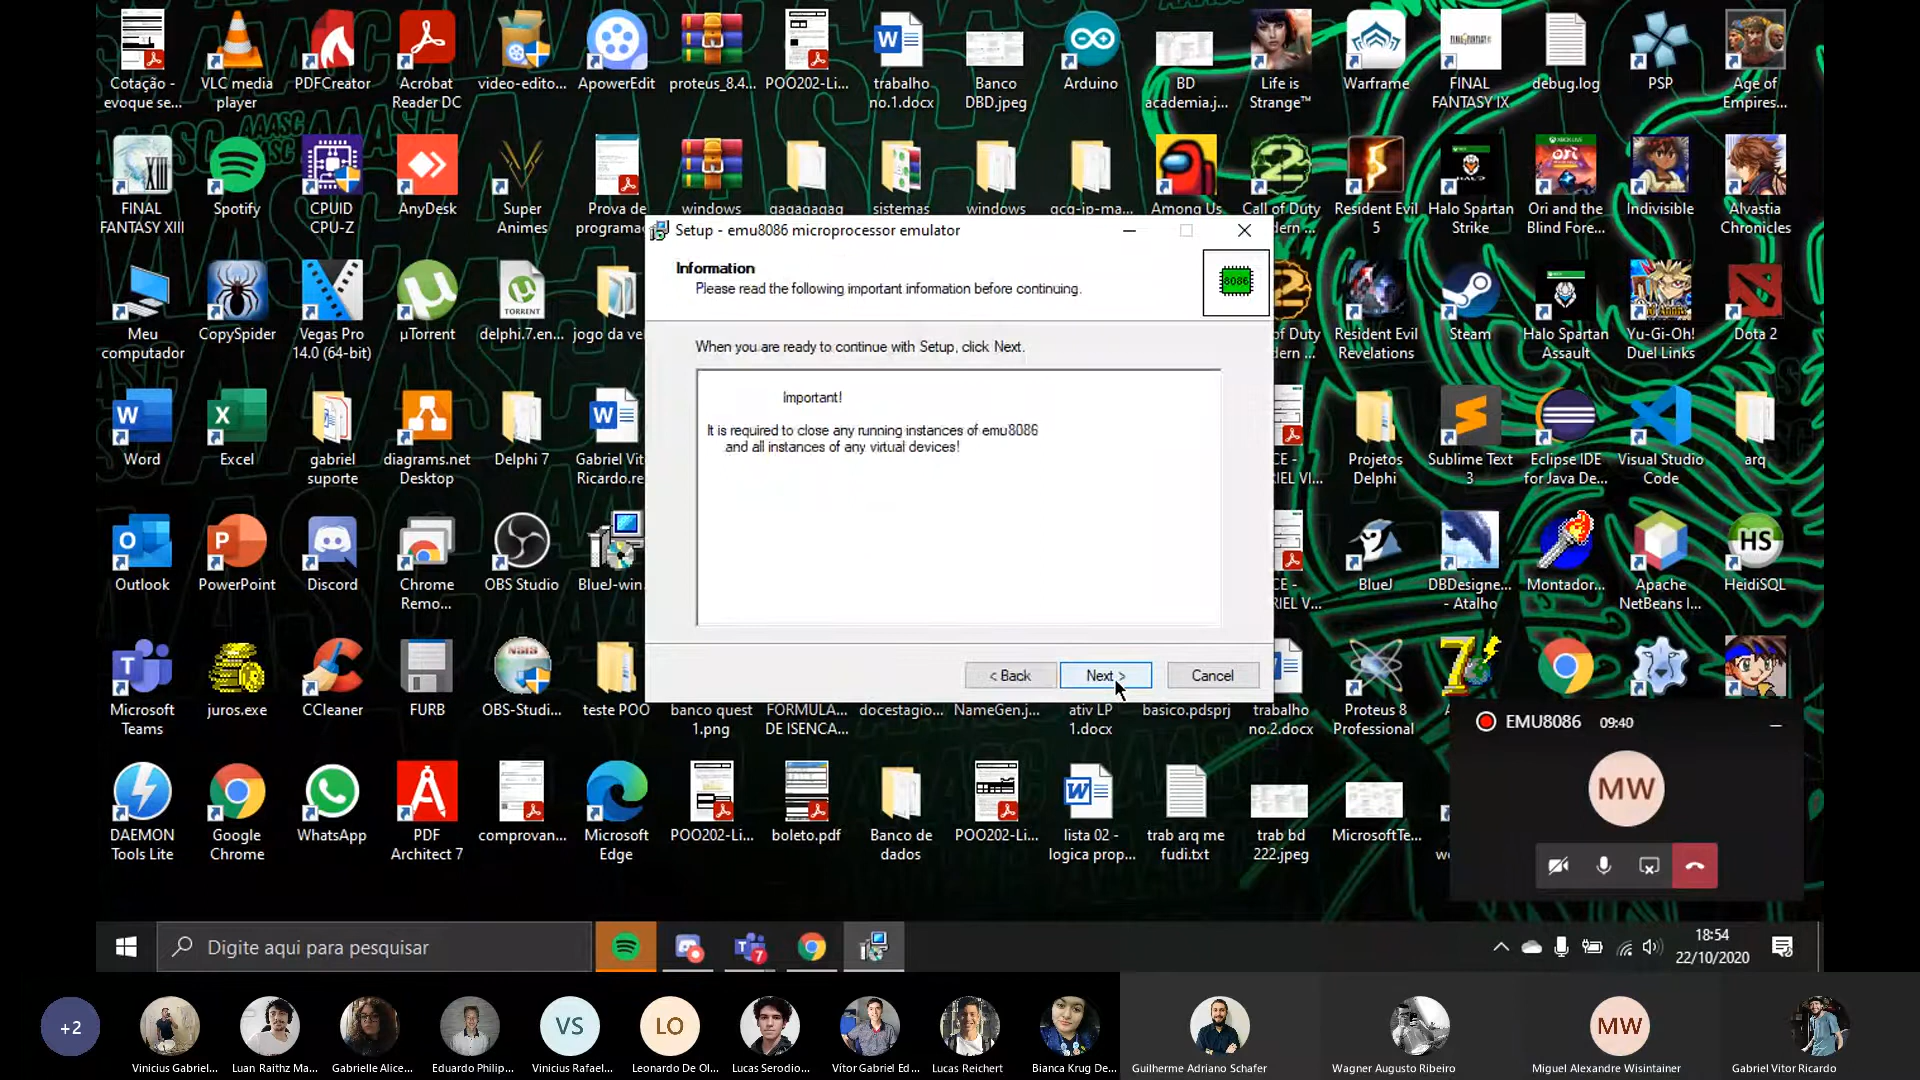 Cotação -
evoque se...
VLC media
player
PDFCreator
Acrobat
Reader DC
video-edito...
ApowerEdit
proteus_8.4...
POO202-Li...
trabalho
no.1.docx
Banco
DBD.jpeg
Arduino
BD
academia.j...
Life is
Strange™
Warframe
FINAL
FANTASY IX
debug.log
PSP
Age of
Empires...
FINAL
FANTASY XIII
Spotify
CPUID
CPU-Z
AnyDesk
Super
Animes
Prova de
programa
windows
gagagagag
sistemas
windows
gcg-ip-ma...
Among Us
Call of Duty
Resident Evil
5
Halo Spartan
Strike
Ori and the
Blind Fore...
Indivisible
Alvastia
Chronicles
Setup - emu8086 microprocessor emulator
Information
Please read the following important information before continuing.
8086
When you are ready to continue with Setup, click Next.
Important!
It is required to close any running instances of emu8086
and all instances of any virtual devices!
< Back
Next >
Cancel
Meu
computador
CopySpider
Vegas Pro
14.0 (64-bit)
µTorrent
TORRENT
delphi.7.en...
jogo da vel
of Duty
dern ...
Resident Evil
Revelations
Steam
Halo Spartan
Assault
Yu-Gi-Oh!
Duel Links
Dota 2
Word
Excel
gabriel
suporte
diagrams.net
Desktop
Delphi 7
Gabriel Vit
Ricardo.re
CE -
IEL VI...
Projetos
Delphi
Sublime Text
3
Eclipse IDE
for Java De...
Visual Studio
Code
arq
Outlook
PowerPoint
Discord
Chrome
Remo...
OBS Studio
BlueJ-win.
CE -
IEL V...
BlueJ
DBDesigne...
- Atalho
Montador...
Apache
NetBeans I...
HS
HeidiSQL
Microsoft
Teams
juros.exe
CCleaner
FURB
OBS-Studi...
teste POO
banco quest
1.png
FORMULA...
DE ISENCA...
docestagio...
NameGen.j...
ativ LP
1.docx
basico.pdsprj
trabalho
no.2.docx
Proteus 8
Professional
EMU8086
09:40
MW
DAEMON
Tools Lite
Google
Chrome
WhatsApp
PDF
Architect 7
comprovan...
Microsoft
Edge
POO202-Li...
boleto.pdf
Banco de
dados
POO202-Li...
lista 02 -
logica prop...
trab arq me
fudi.txt
trab bd
222.jpeg
MicrosoftTe...
Digite aqui para pesquisar
7
18:54
22/10/2020
+2
VS
LO
MW
Vinicius Gabriel...
Luan Raithz Ma...
Gabrielle Alice...
Eduardo Philip...
Vinicius Rafael...
Leonardo De Ol...
Lucas Serodio...
Vítor Gabriel Ed...
Lucas Reichert
Bianca Krug De...
Guilherme Adriano Schafer
Wagner Augusto Ribeiro
Miguel Alexandre Wisintainer
Gabriel Vitor Ricardo